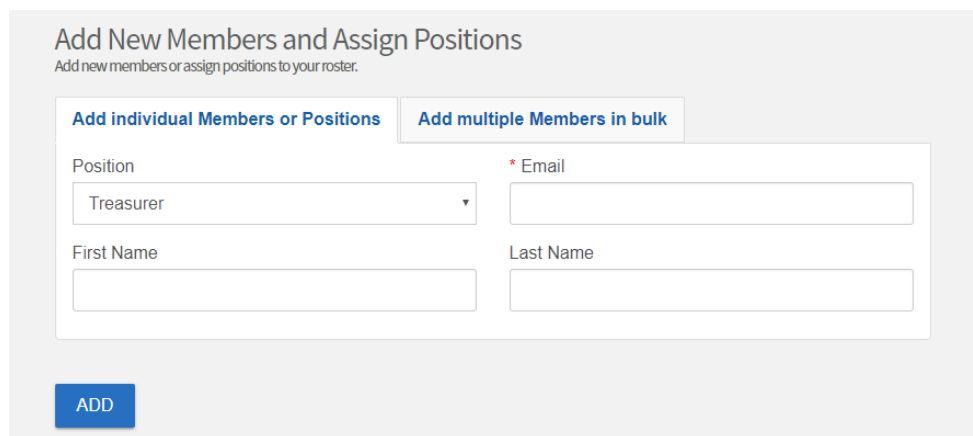 Add New Members and Assign Positions
Add new members or assign positions to your roster.
Add individual Members or Positions
Add multiple Members in bulk
Position
* Email
Treasurer
First Name
Last Name
ADD